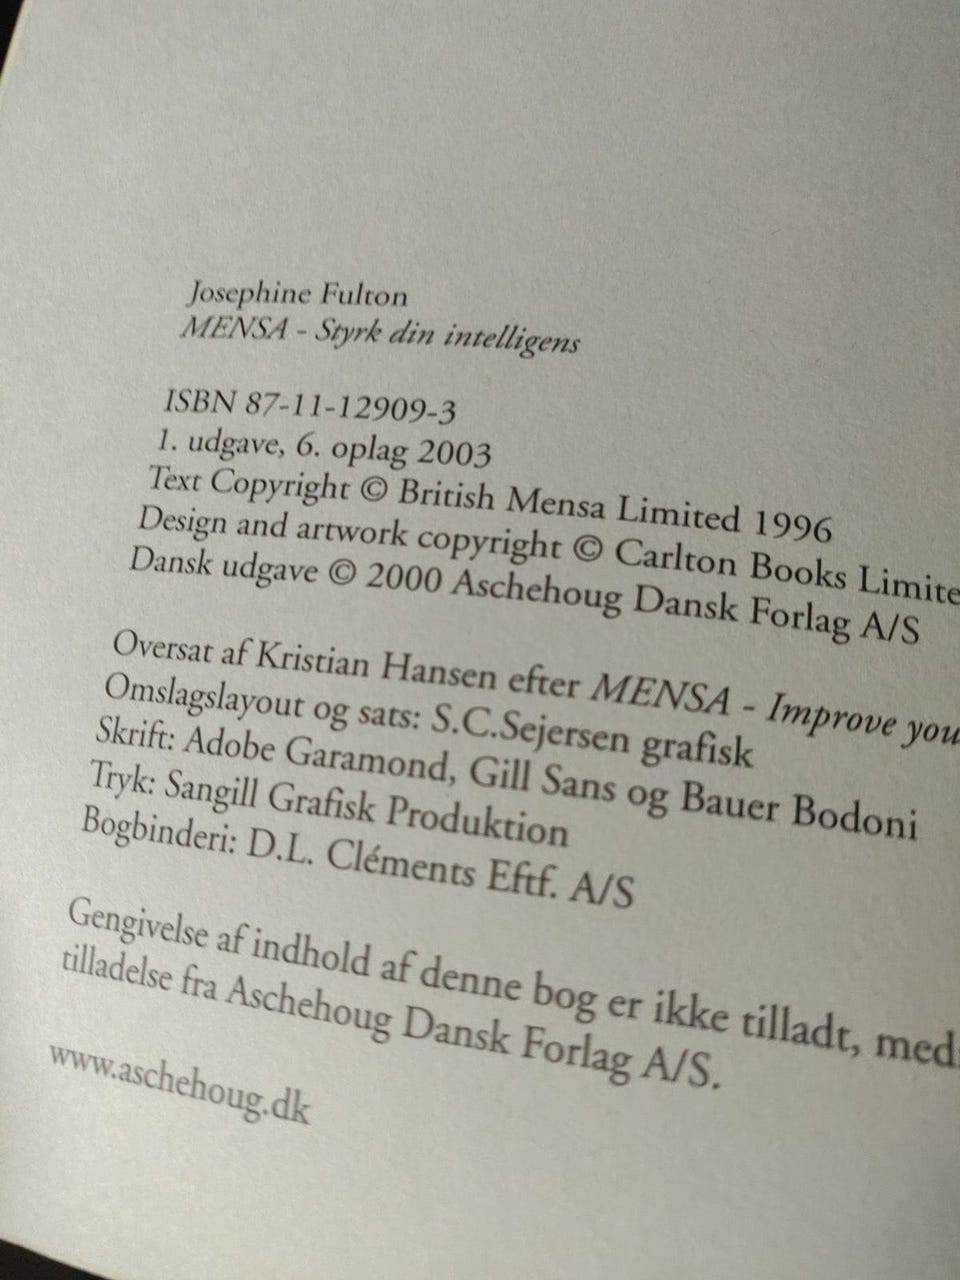 Josephine Fulton
MENSA - Styrk din intelligens
ISBN 87-11-12909-3
1. udgave, 6. oplag 2003
Text Copyright © British Mensa Limited 1996
Design and artwork copyright © Carlton Books Limite
Dansk udgave © 2000 Aschehoug Dansk Forlag A/S
Oversat af Kristian Hansen efter MENSA - Improve you
Omslagslayout og sats: S.C.Sejersen grafisk
Skrift: Adobe Garamond, Gill Sans og Bauer Bodoni
Tryk: Sangill Grafisk Produktion
Bogbinderi: D.L. Cléments Eftf. A/S
Gengivelse af indhold af denne bog er ikke tilladt, med
tilladelse fra Aschehoug Dansk Forlag A/S.
www.aschehoug.dk